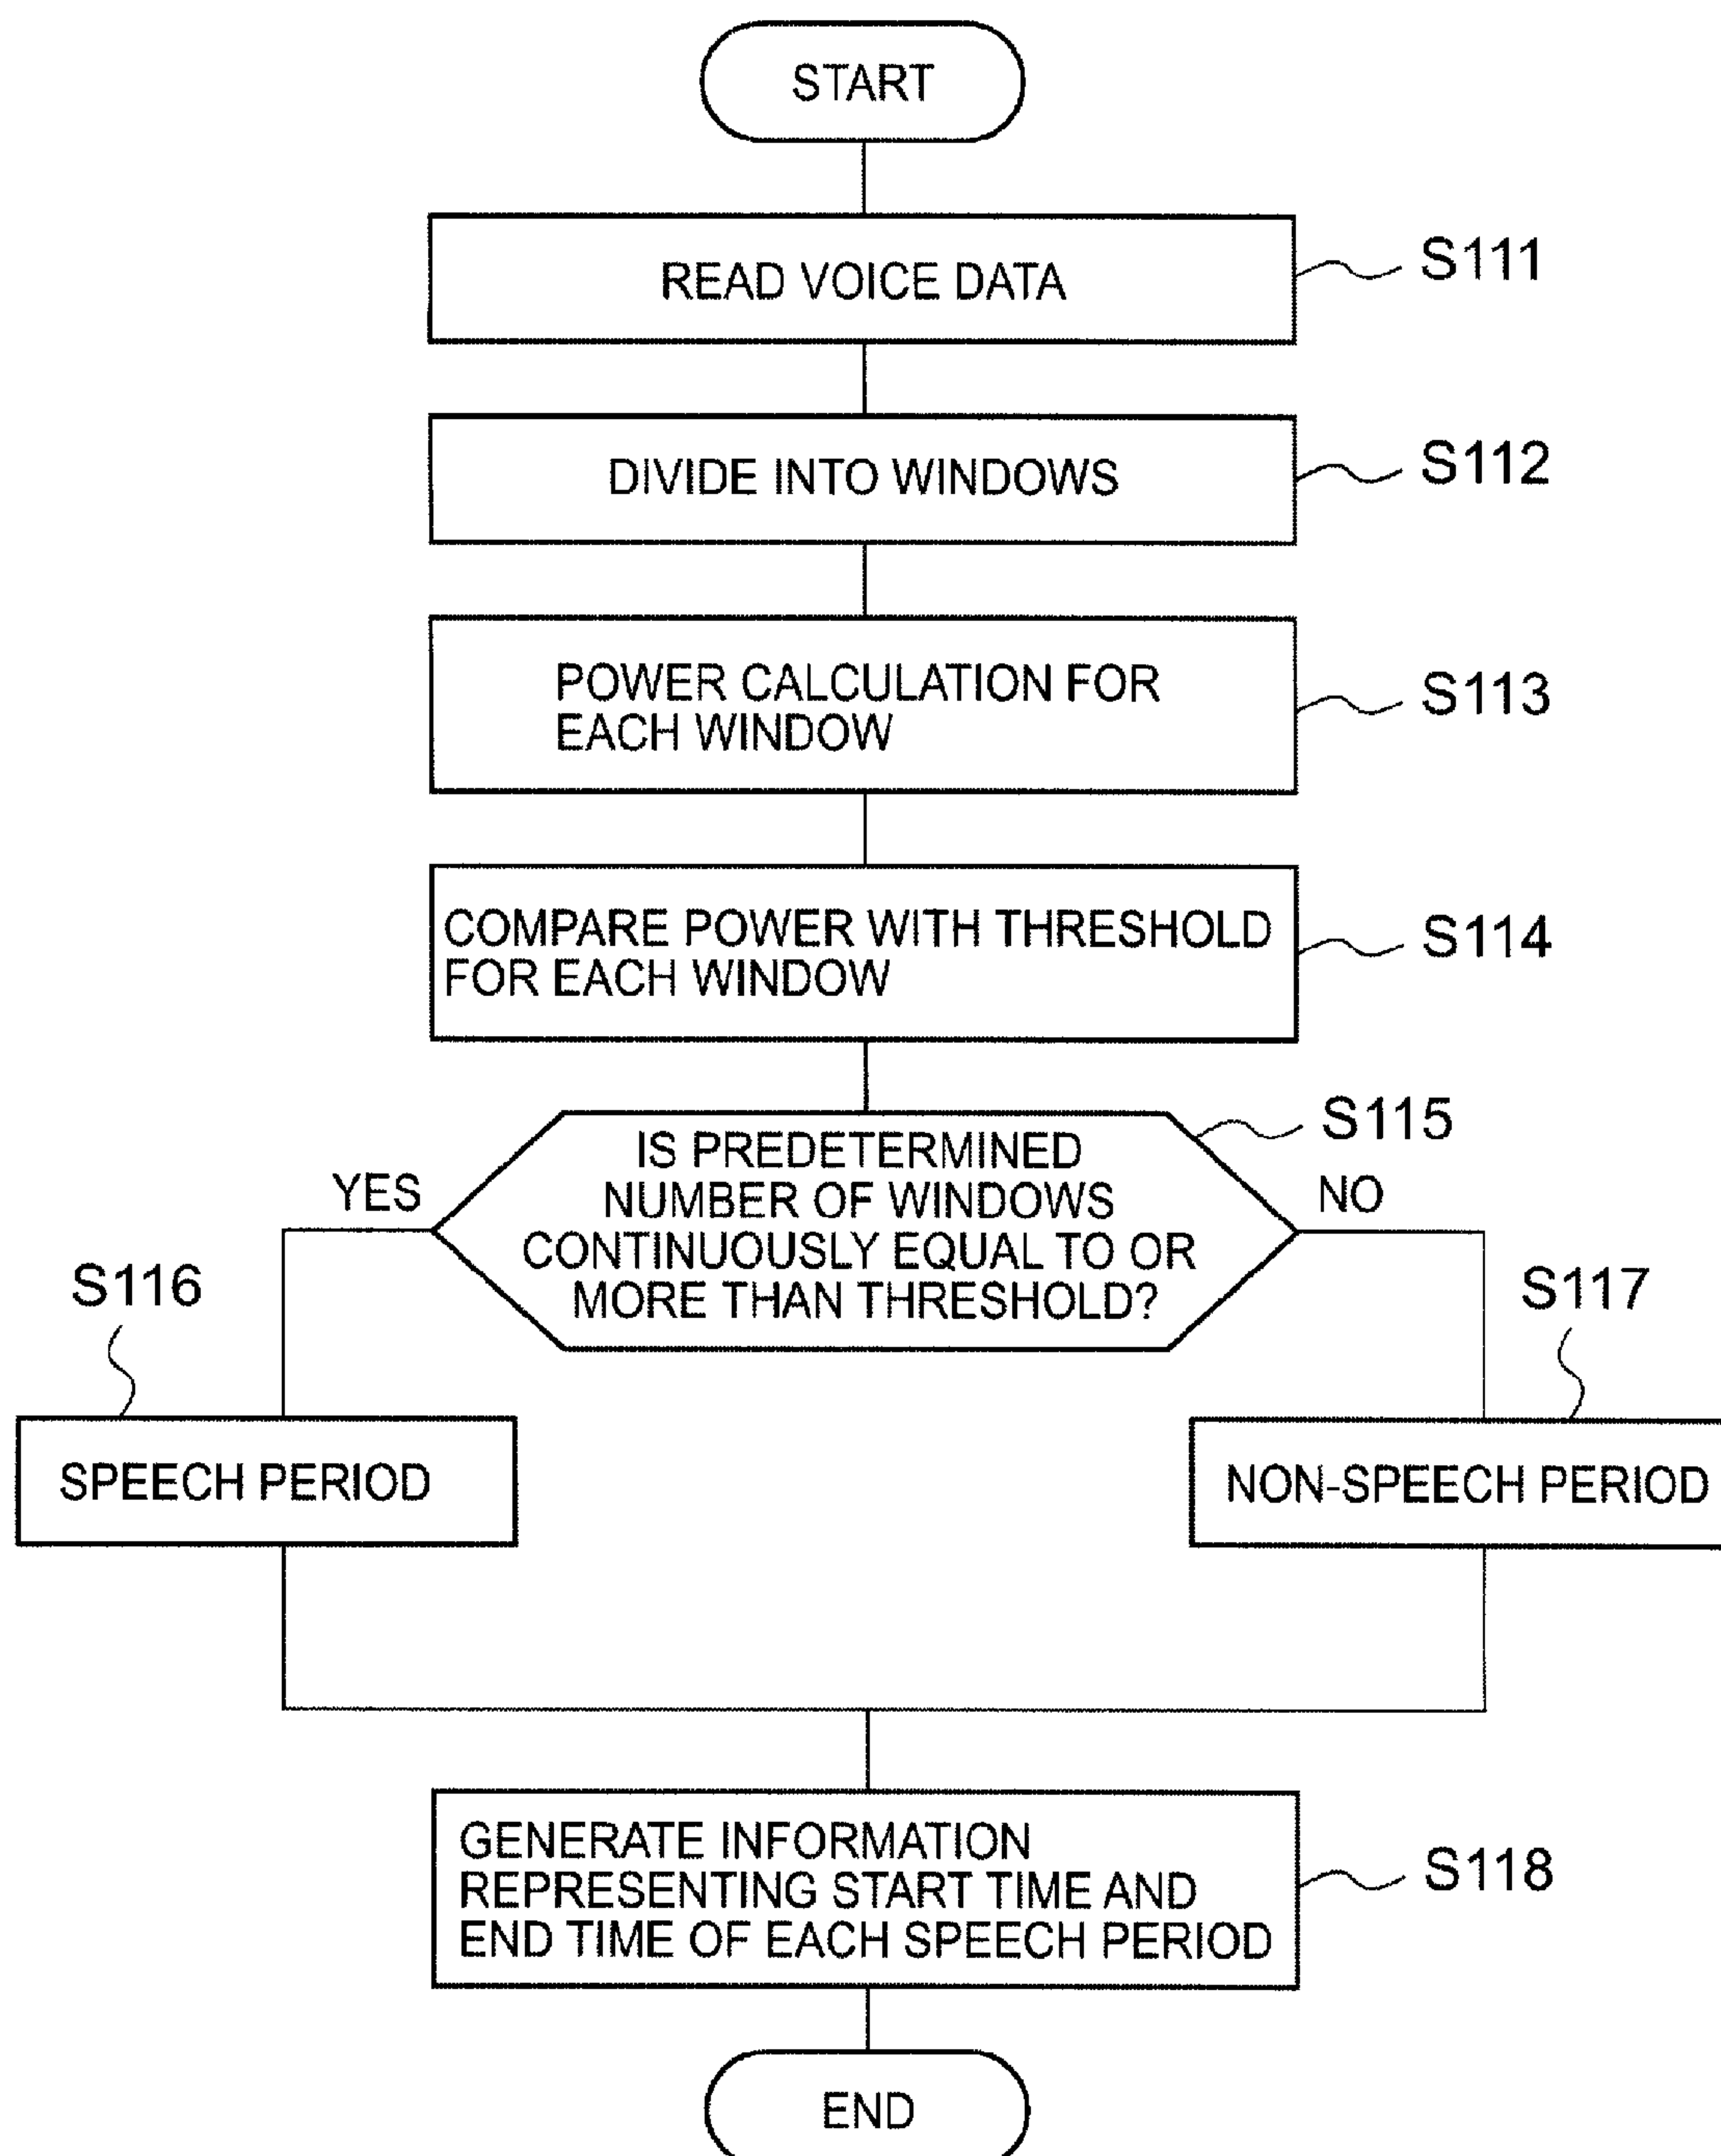 START
READ VOICE DATA
S111
DIVIDE INTO WINDOWS
S112
POWER CALCULATION FOR
EACH WINDOW
S113
COMPARE POWER WITH THRESHOLD
FOR EACH WINDOW
S114
IS PREDETERMINED
NUMBER OF WINDOWS
CONTINUOUSLY EQUAL TO OR
MORE THAN THRESHOLD?
S115
YES
NO
S116
SPEECH PERIOD
S117
NON-SPEECH PERIOD
GENERATE INFORMATION
REPRESENTING START TIME AND
END TIME OF EACH SPEECH PERIOD
S118
END